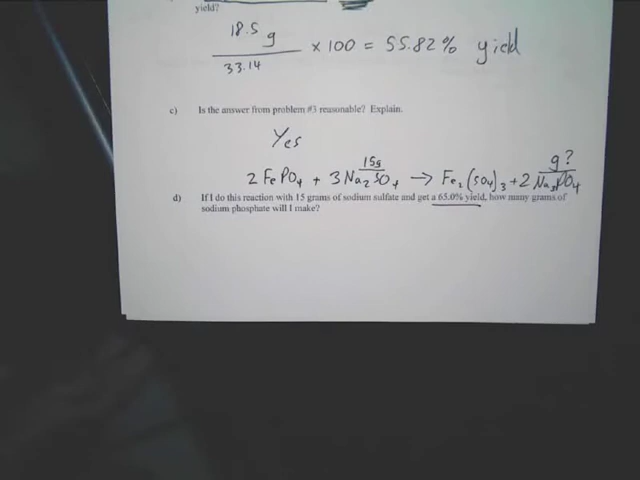 yield?
18.5 g
33.14
× 100 = 55.82% yield
c) Is the answer from problem #3 reasonable? Explain.
Yes
15g g?
2 FePO4 + 3 Na2SO4 → Fe2(SO4)3 + 2 Na3PO4
d) If I do this reaction with 15 grams of sodium sulfate and get a 65.0% yield, how many grams of
sodium phosphate will I make?